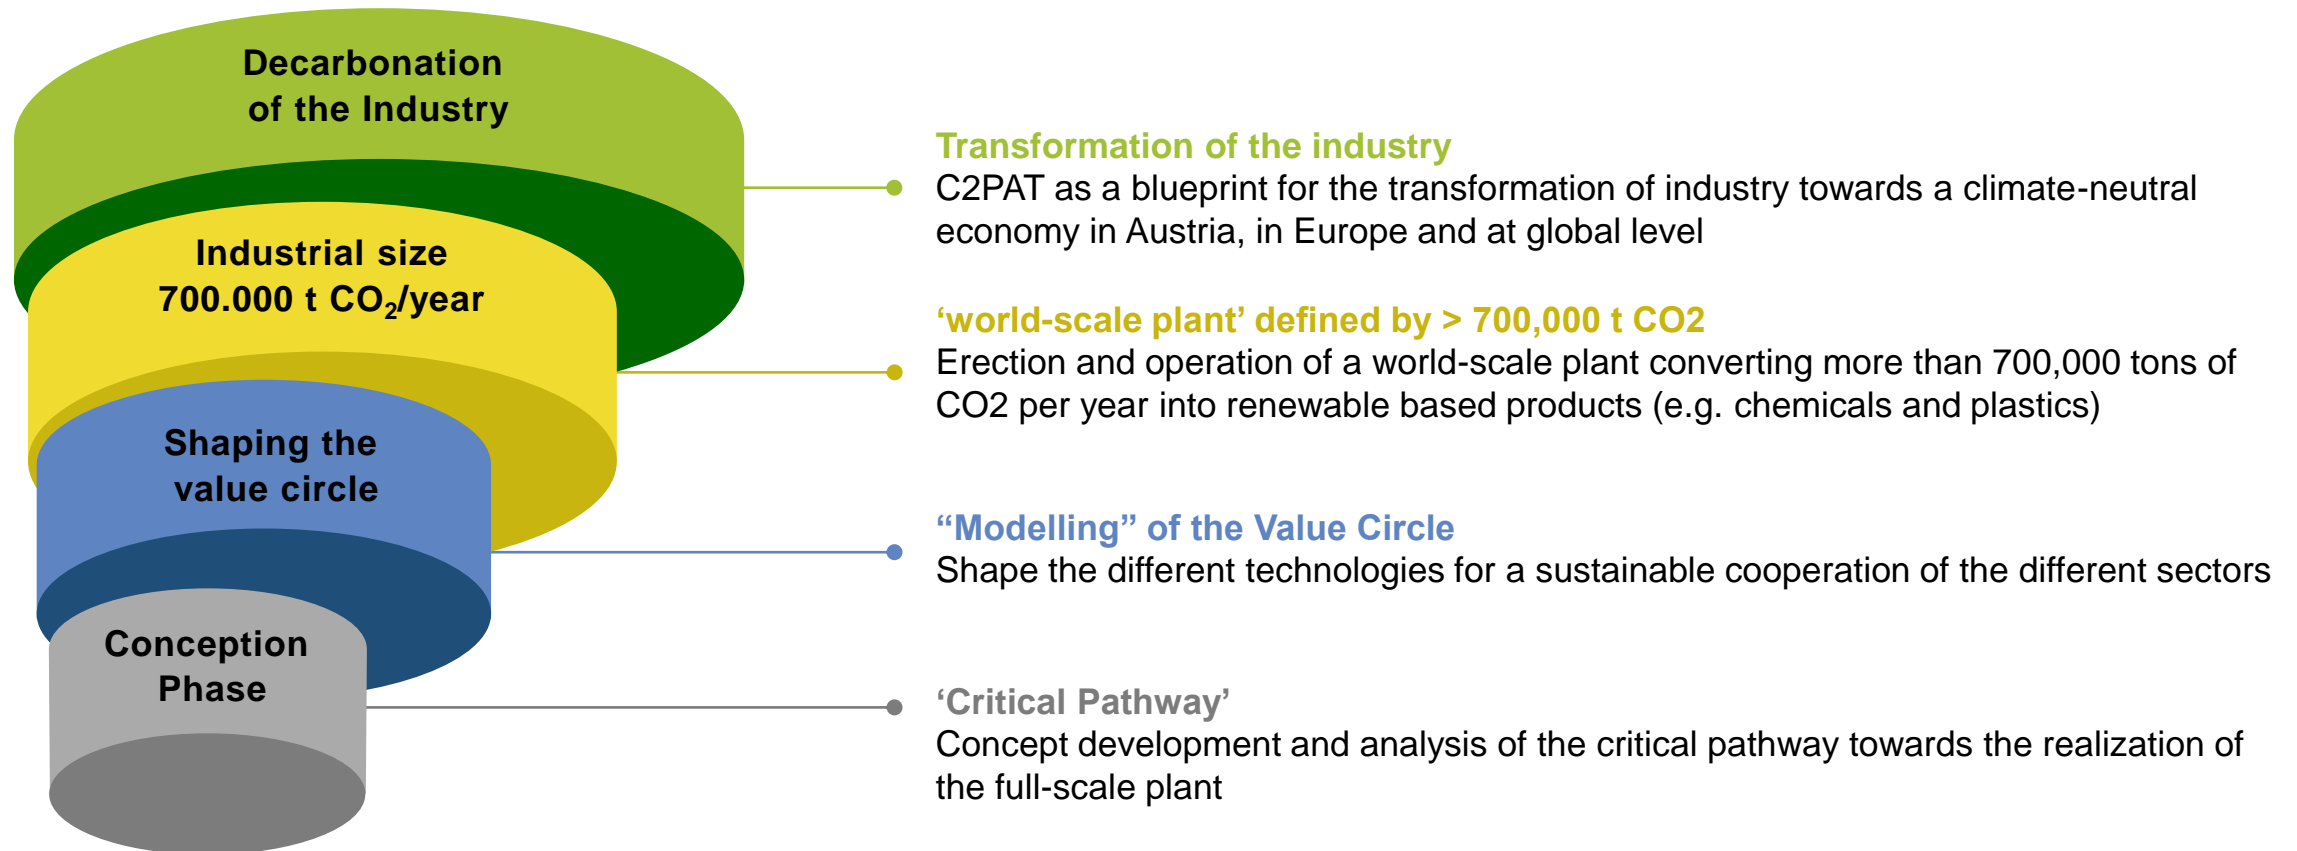 Decarbonation
of the Industry
Transformation of the industry
C2PAT as a blueprint for the transformation of industry towards a climate-neutral
economy in Austria, in Europe and at global level
Industrial size
700.000 t CO₂/year
‘world-scale plant’ defined by > 700,000 t CO2
Erection and operation of a world-scale plant converting more than 700,000 tons of
CO2 per year into renewable based products (e.g. chemicals and plastics)
Shaping the
value circle
“Modelling” of the Value Circle
Shape the different technologies for a sustainable cooperation of the different sectors
Conception
Phase
‘Critical Pathway’
Concept development and analysis of the critical pathway towards the realization of
the full-scale plant